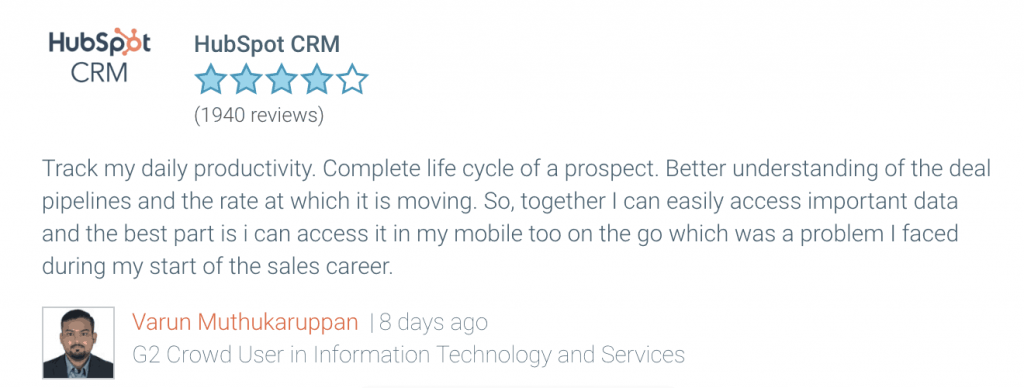 HubSpot
CRM
HubSpot CRM
(1940 reviews)
Track my daily productivity. Complete life cycle of a prospect. Better understanding of the deal
pipelines and the rate at which it is moving. So, together I can easily access important data
and the best part is i can access it in my mobile too on the go which was a problem I faced
during my start of the sales career.
Varun Muthukaruppan | 8 days ago
G2 Crowd User in Information Technology and Services